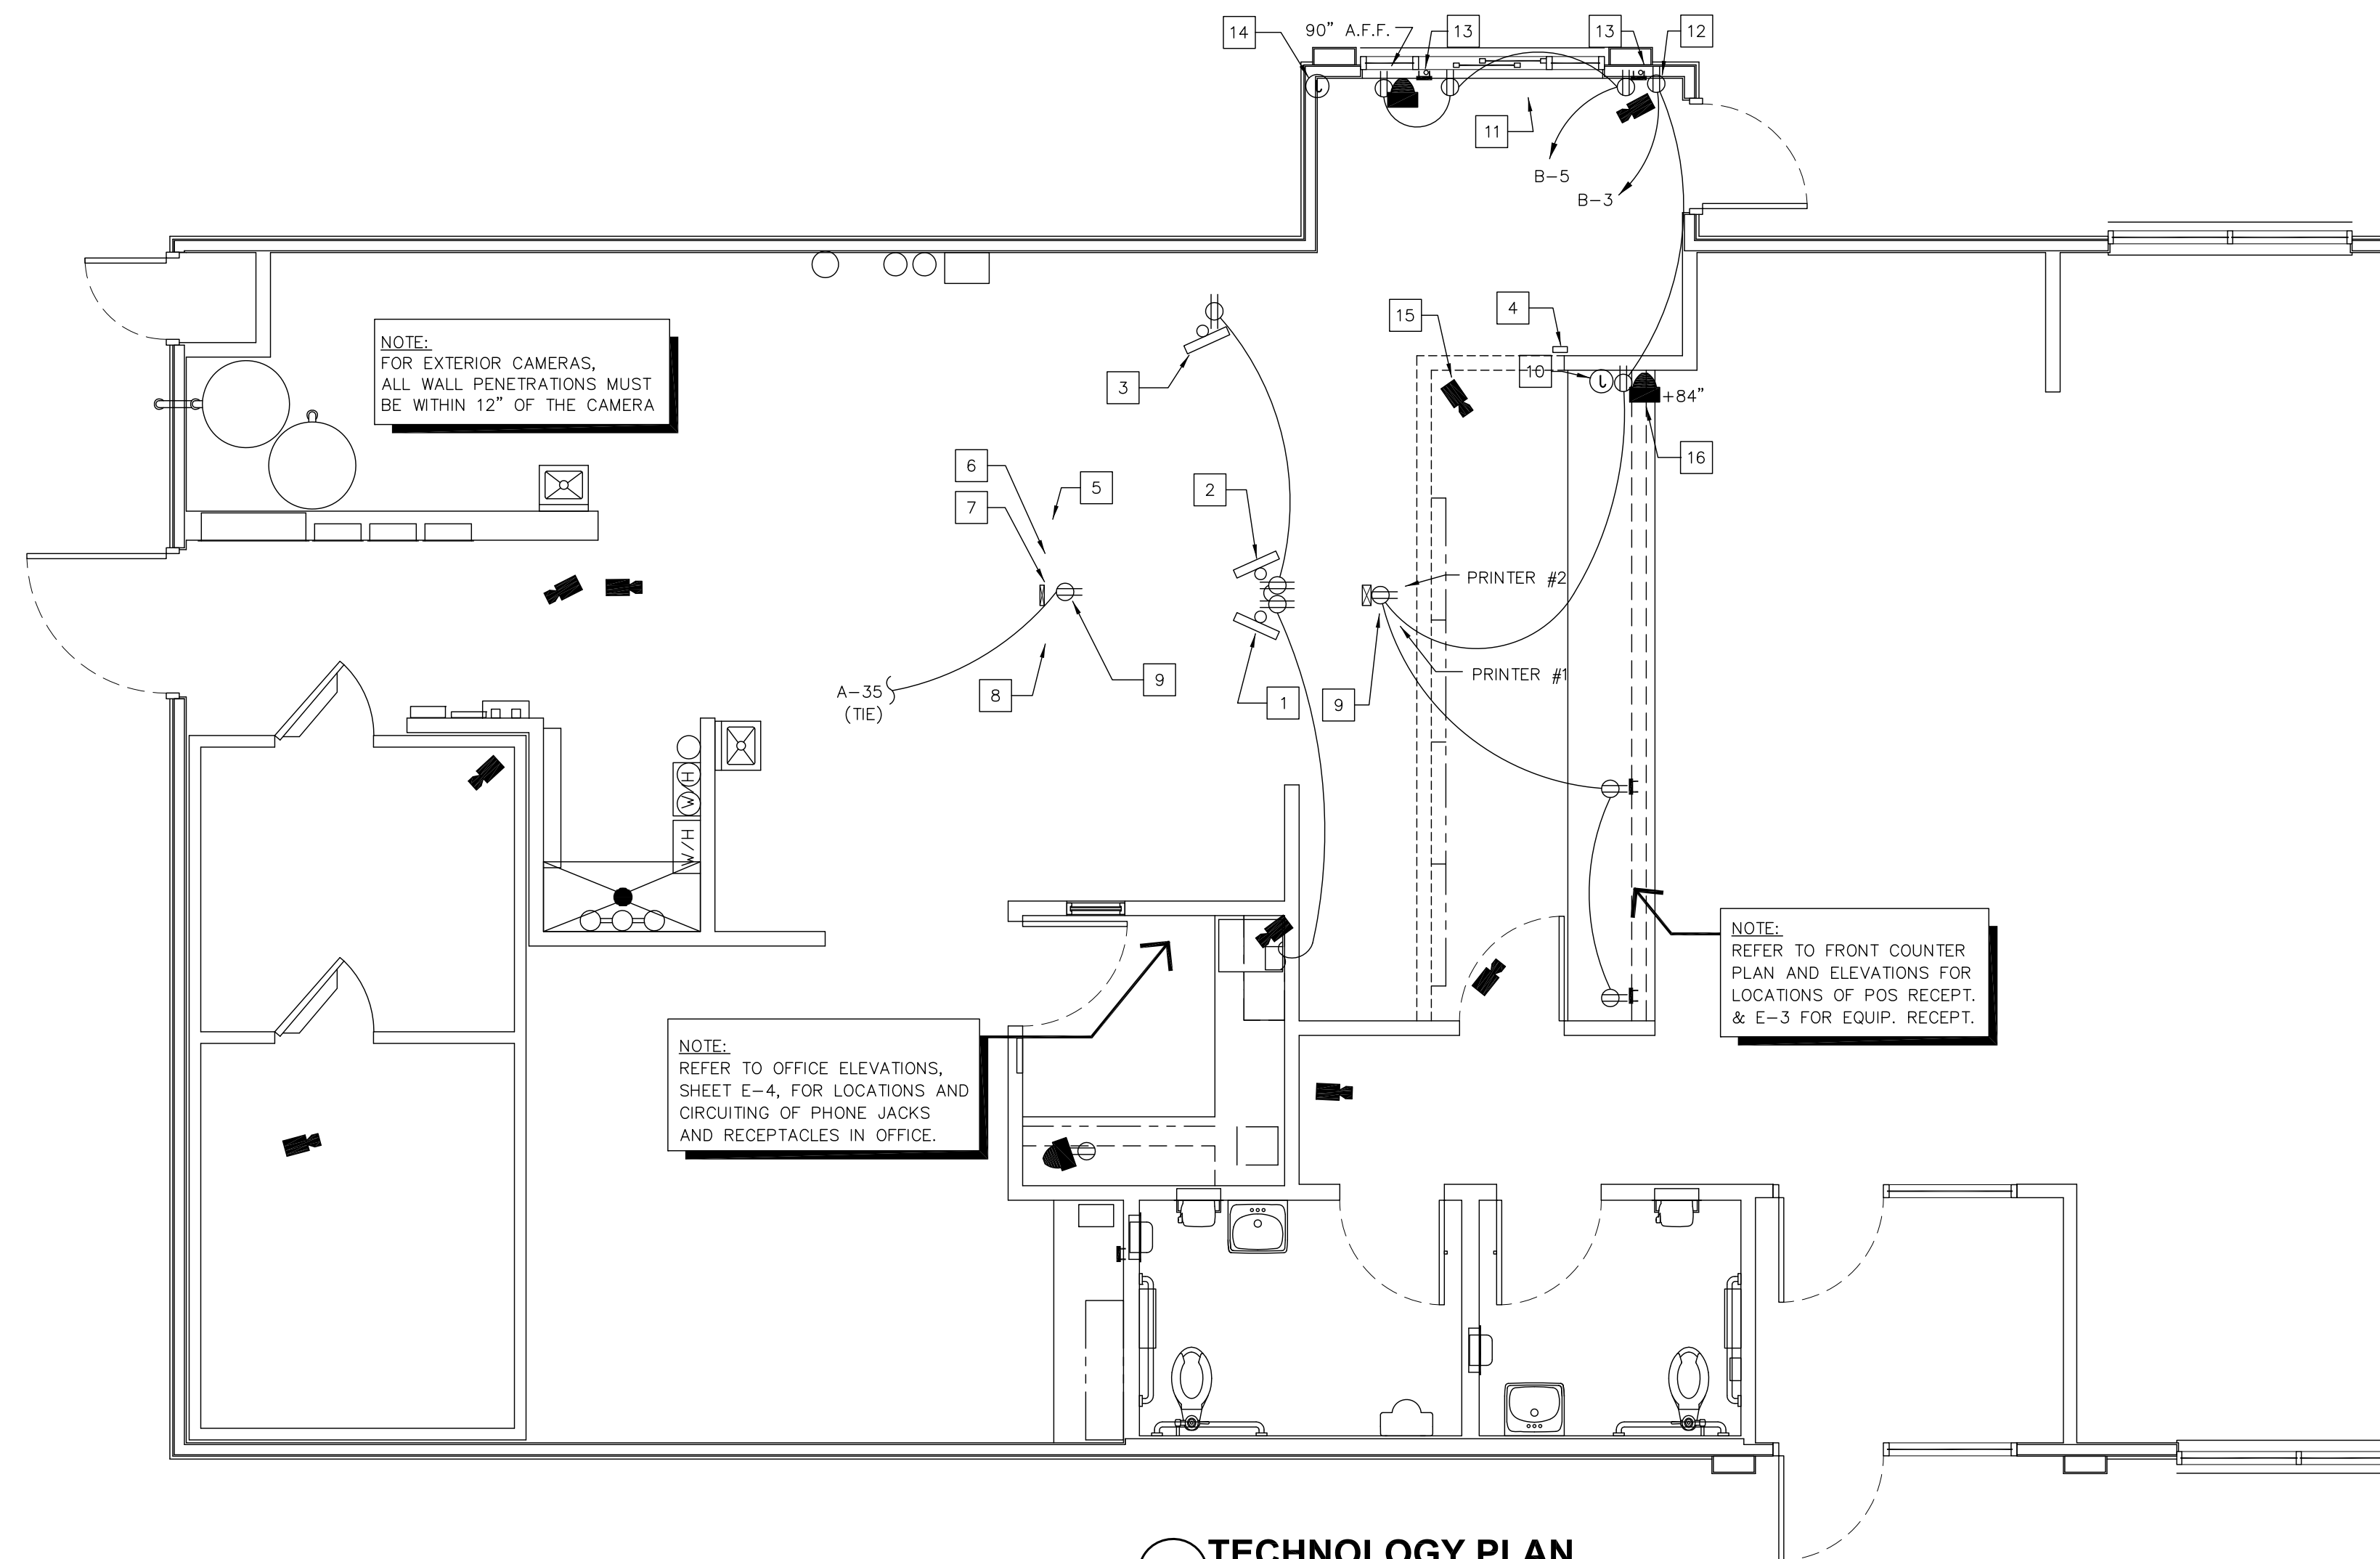 14
90” A.F.F.
13
13
12
11
B-5
B-3
NOTE:
FOR EXTERIOR CAMERAS,
ALL WALL PENETRATIONS MUST
BE WITHIN 12” OF THE CAMERA
3
15
4
10
+84”
16
6
7
5
2
PRINTER #2
PRINTER #1
A-35
(TIE)
8
9
1
9
W/H
W/H
NOTE:
REFER TO FRONT COUNTER
PLAN AND ELEVATIONS FOR
LOCATIONS OF POS RECEPT.
& E-3 FOR EQUIP. RECEPT.
NOTE:
REFER TO OFFICE ELEVATIONS,
SHEET E-4, FOR LOCATIONS AND
CIRCUITING OF PHONE JACKS
AND RECEPTACLES IN OFFICE.
TECHNOLOGY PLAN